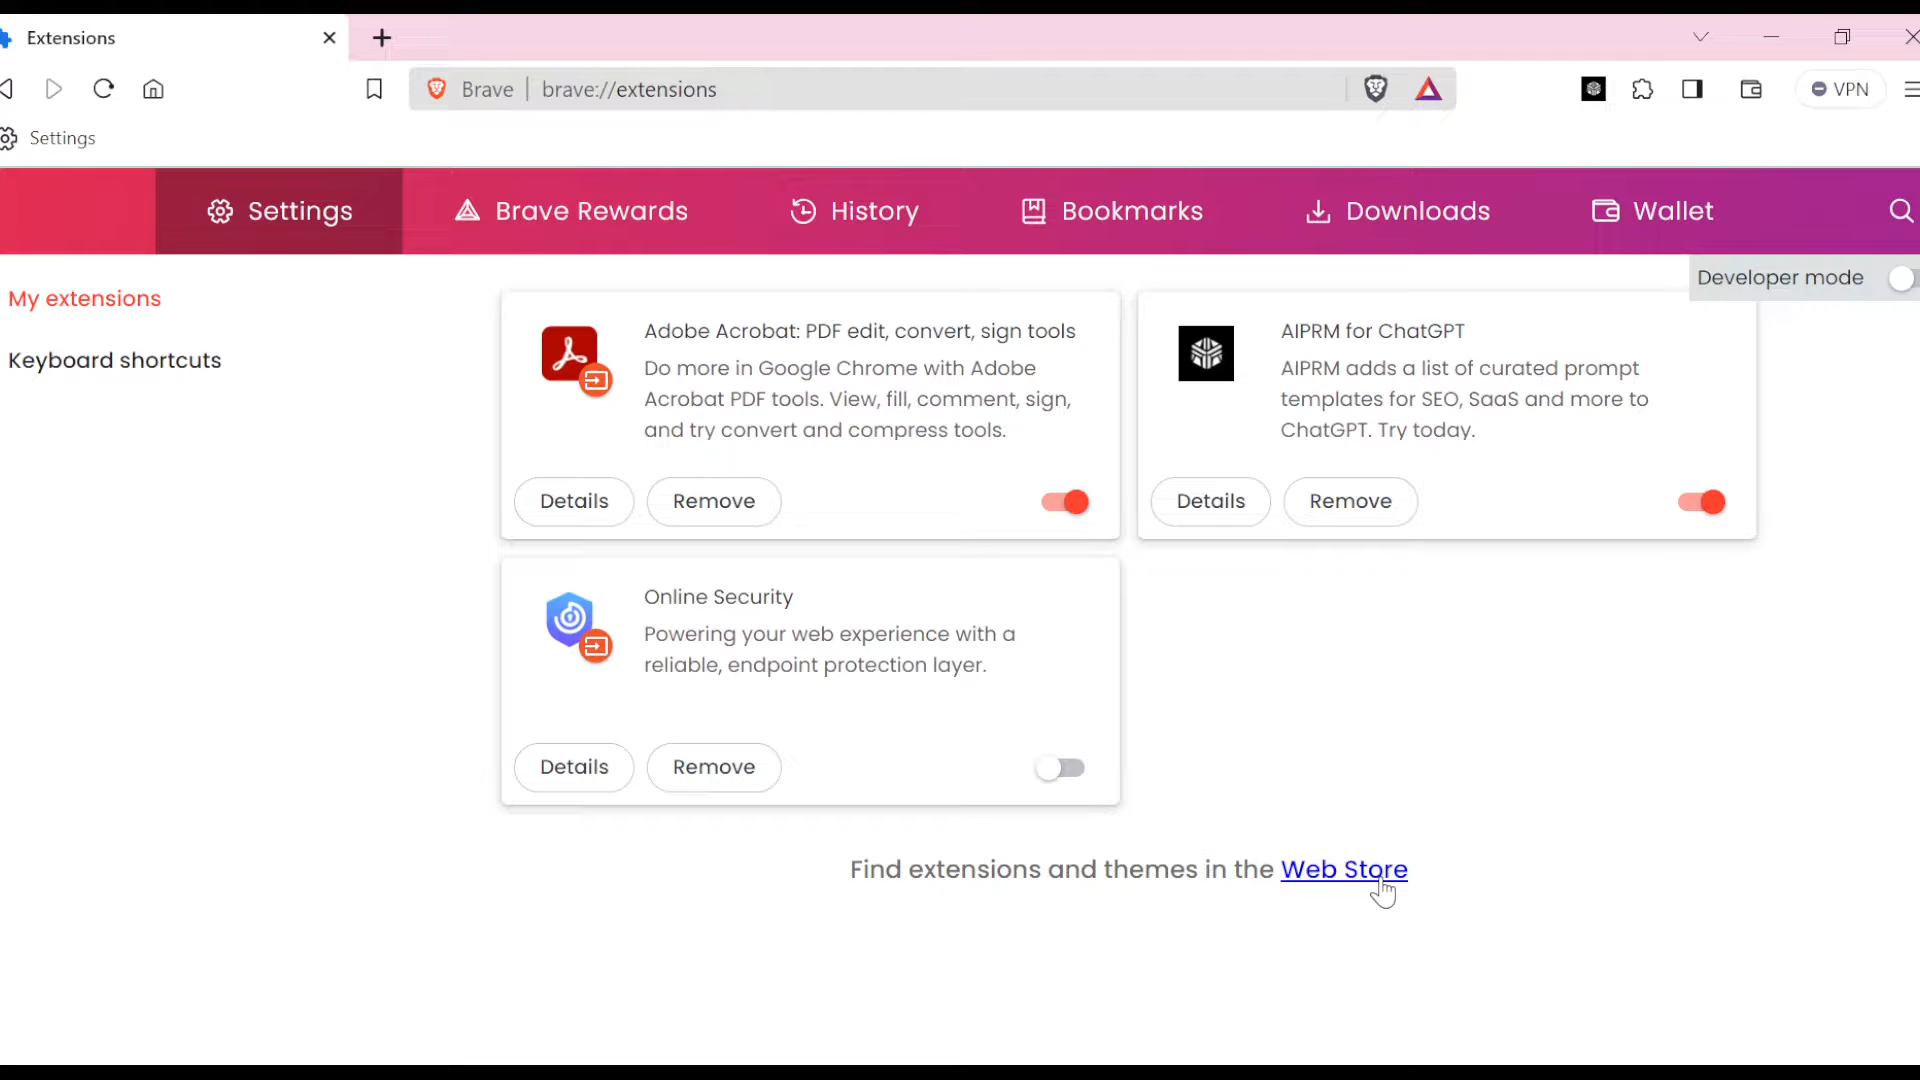 Extensions
Brave
brave://extensions
VPN
Settings
Settings
Brave Rewards
History
Bookmarks
Downloads
Wallet
Developer mode
My extensions
Keyboard shortcuts
Adobe Acrobat: PDF edit, convert, sign tools
Do more in Google Chrome with Adobe
Acrobat PDF tools. View, fill, comment, sign,
and try convert and compress tools.
Details
Remove
AIPRM for ChatGPT
AIPRM adds a list of curated prompt
templates for SEO, SaaS and more to
ChatGPT. Try today.
Details
Remove
Online Security
Powering your web experience with a
reliable, endpoint protection layer.
Details
Remove
Find extensions and themes in the Web Store